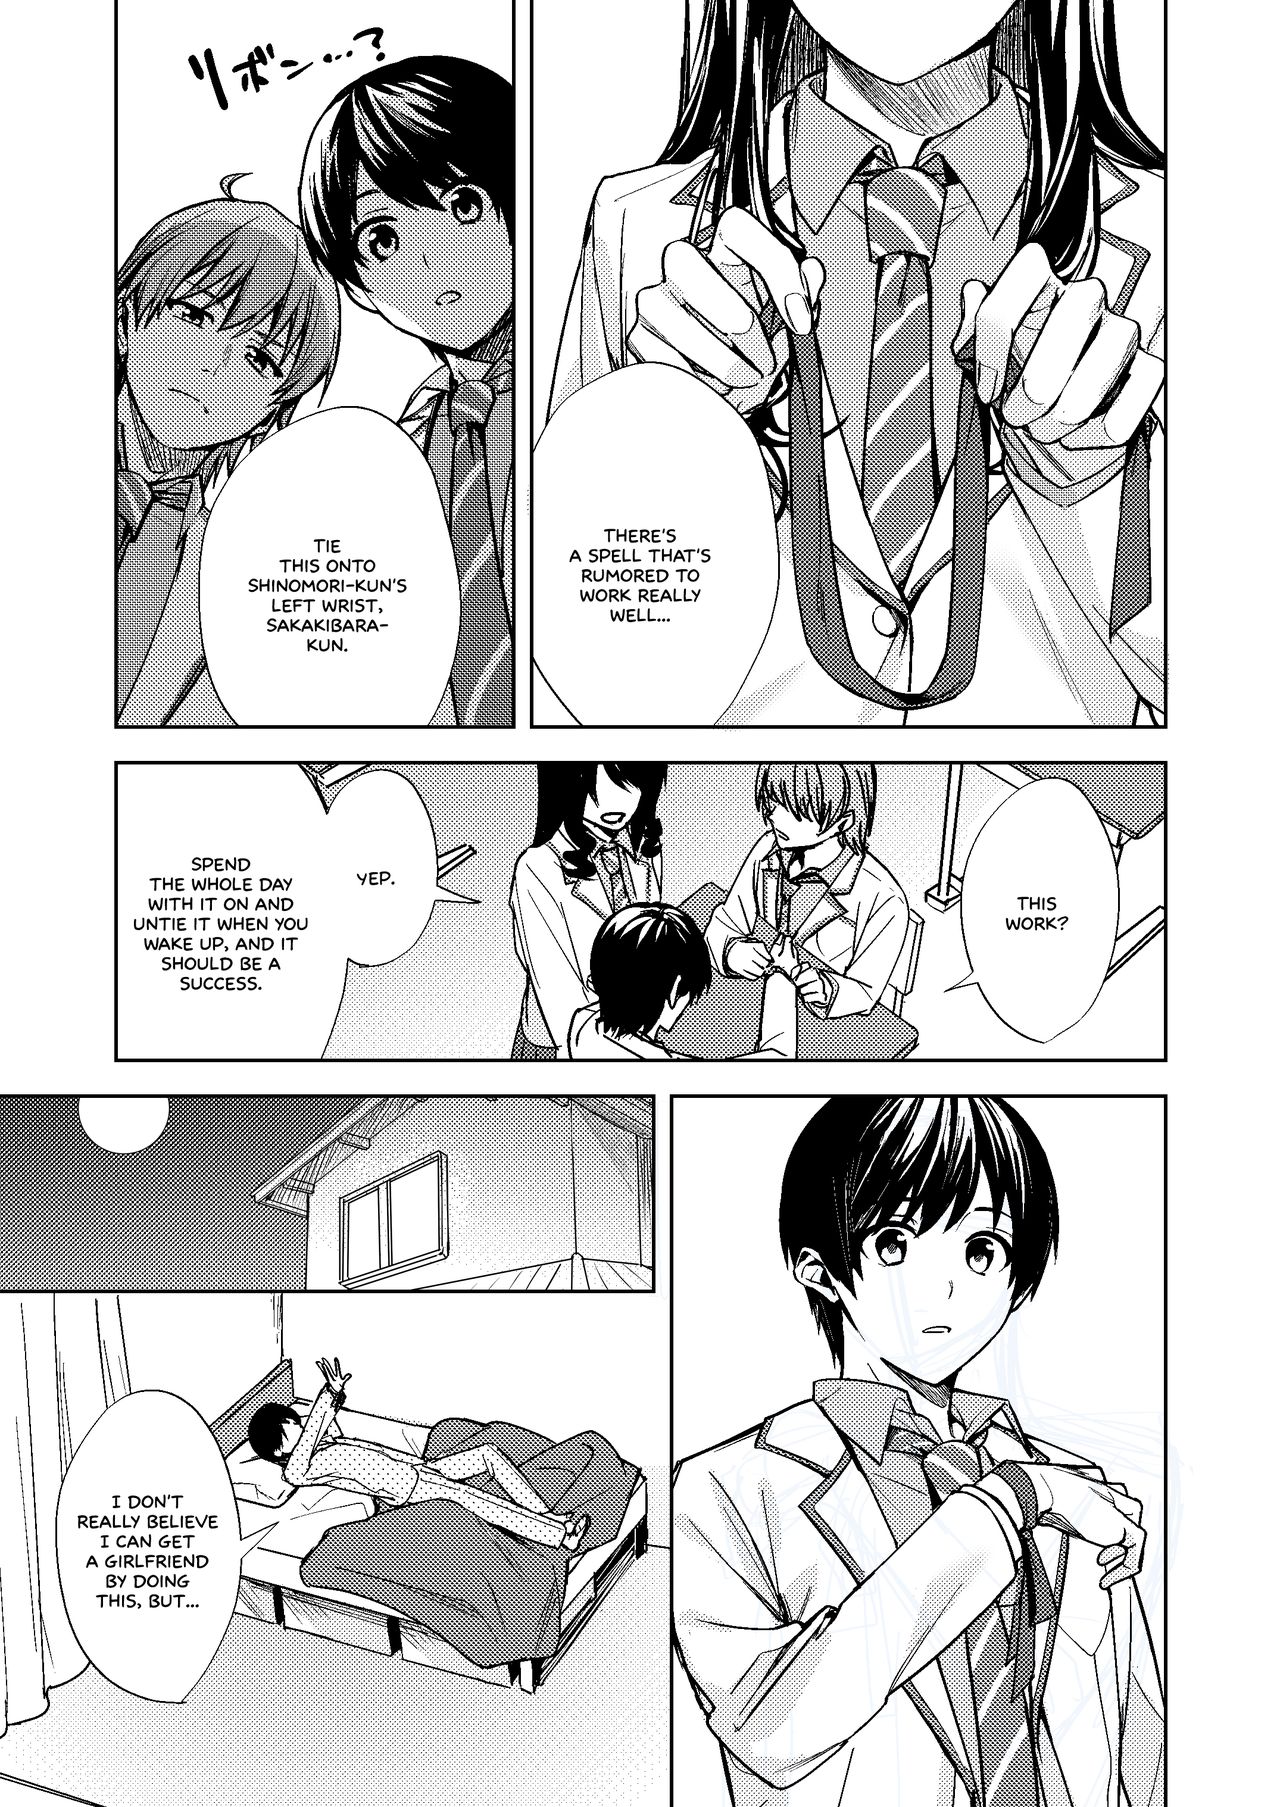 THERE'S
A SPELL THAT'S
RUMORED TO
WORK REALLY
WELL...
リボン…?
TIE
THIS ONTO
SHINOMORI-KUN'S
LEFT WRIST,
SAKAKIBARA-
KUN.
THIS
WORK?
YEP.
SPEND
THE WHOLE DAY
WITH IT ON AND
UNTIE IT WHEN YOU
WAKE UP, AND IT
SHOULD BE A
SUCCESS.
I DON'T
REALLY BELIEVE
I CAN GET
A GIRLFRIEND
BY DOING
THIS, BUT...